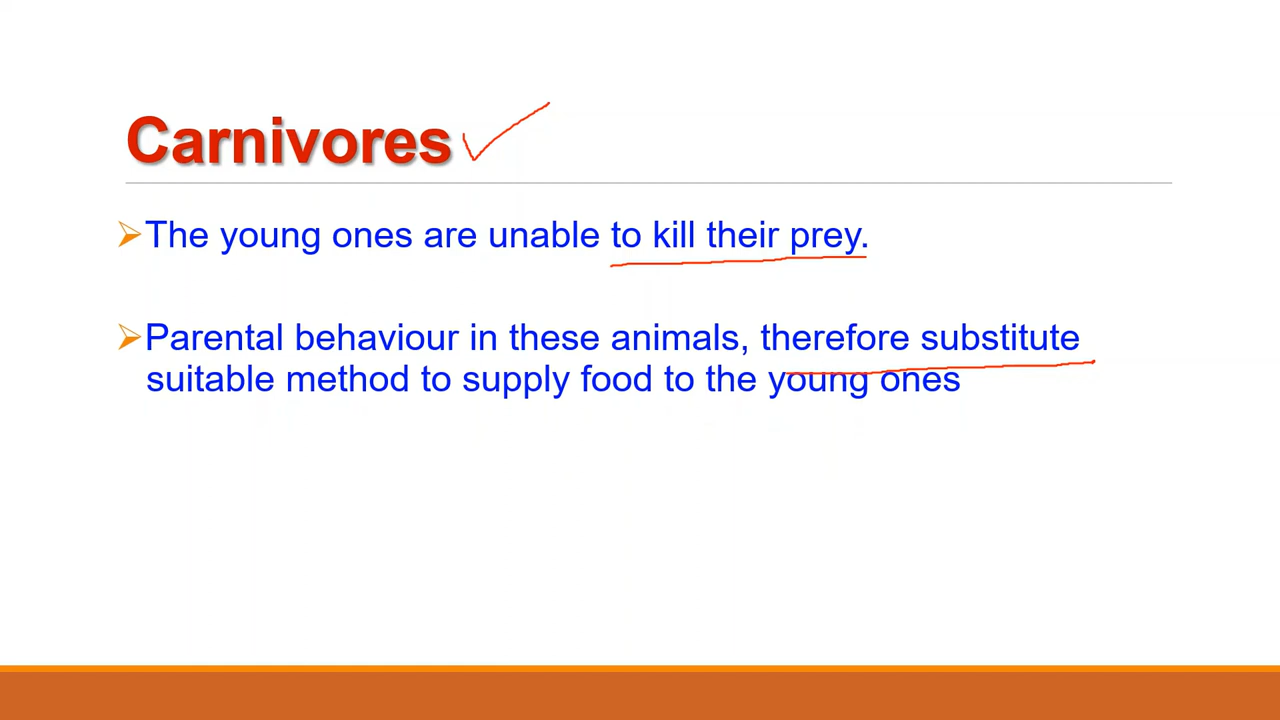 Carnivores
The young ones are unable to kill their prey.
Parental behaviour in these animals, therefore substitute
suitable method to supply food to the young ones